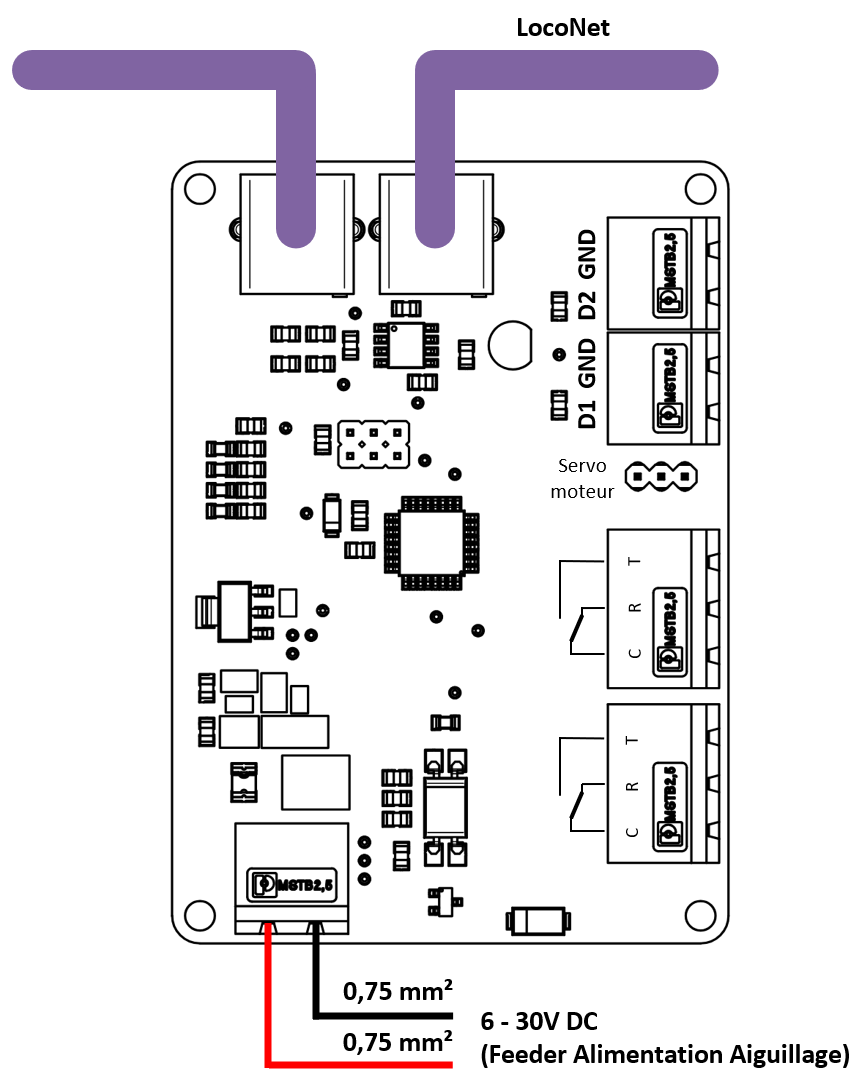 LocoNet
D2 GND
MSTB2,5
D1 GND
MSTB2,5
Servo
moteur
T
R
C
MSTB2,5
T
R
C
MSTB2,5
MSTB2,5
0,75 mm²
0,75 mm²
6 - 30V DC
(Feeder Alimentation Aiguillage)